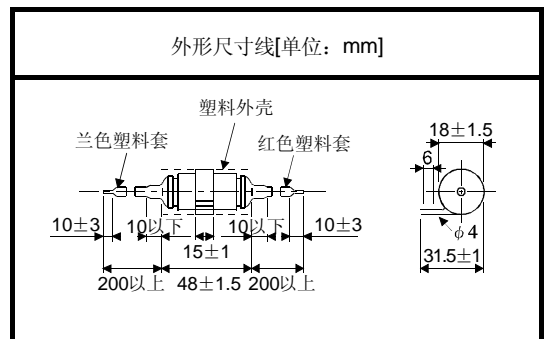 外形尺寸线[单位：mm]
塑料外壳
兰色塑料套
红色塑料套
18±1.5
6
10±3
10以下
10以下
10±3
15±1
φ4
31.5±1
200以上
48±1.5
200以上